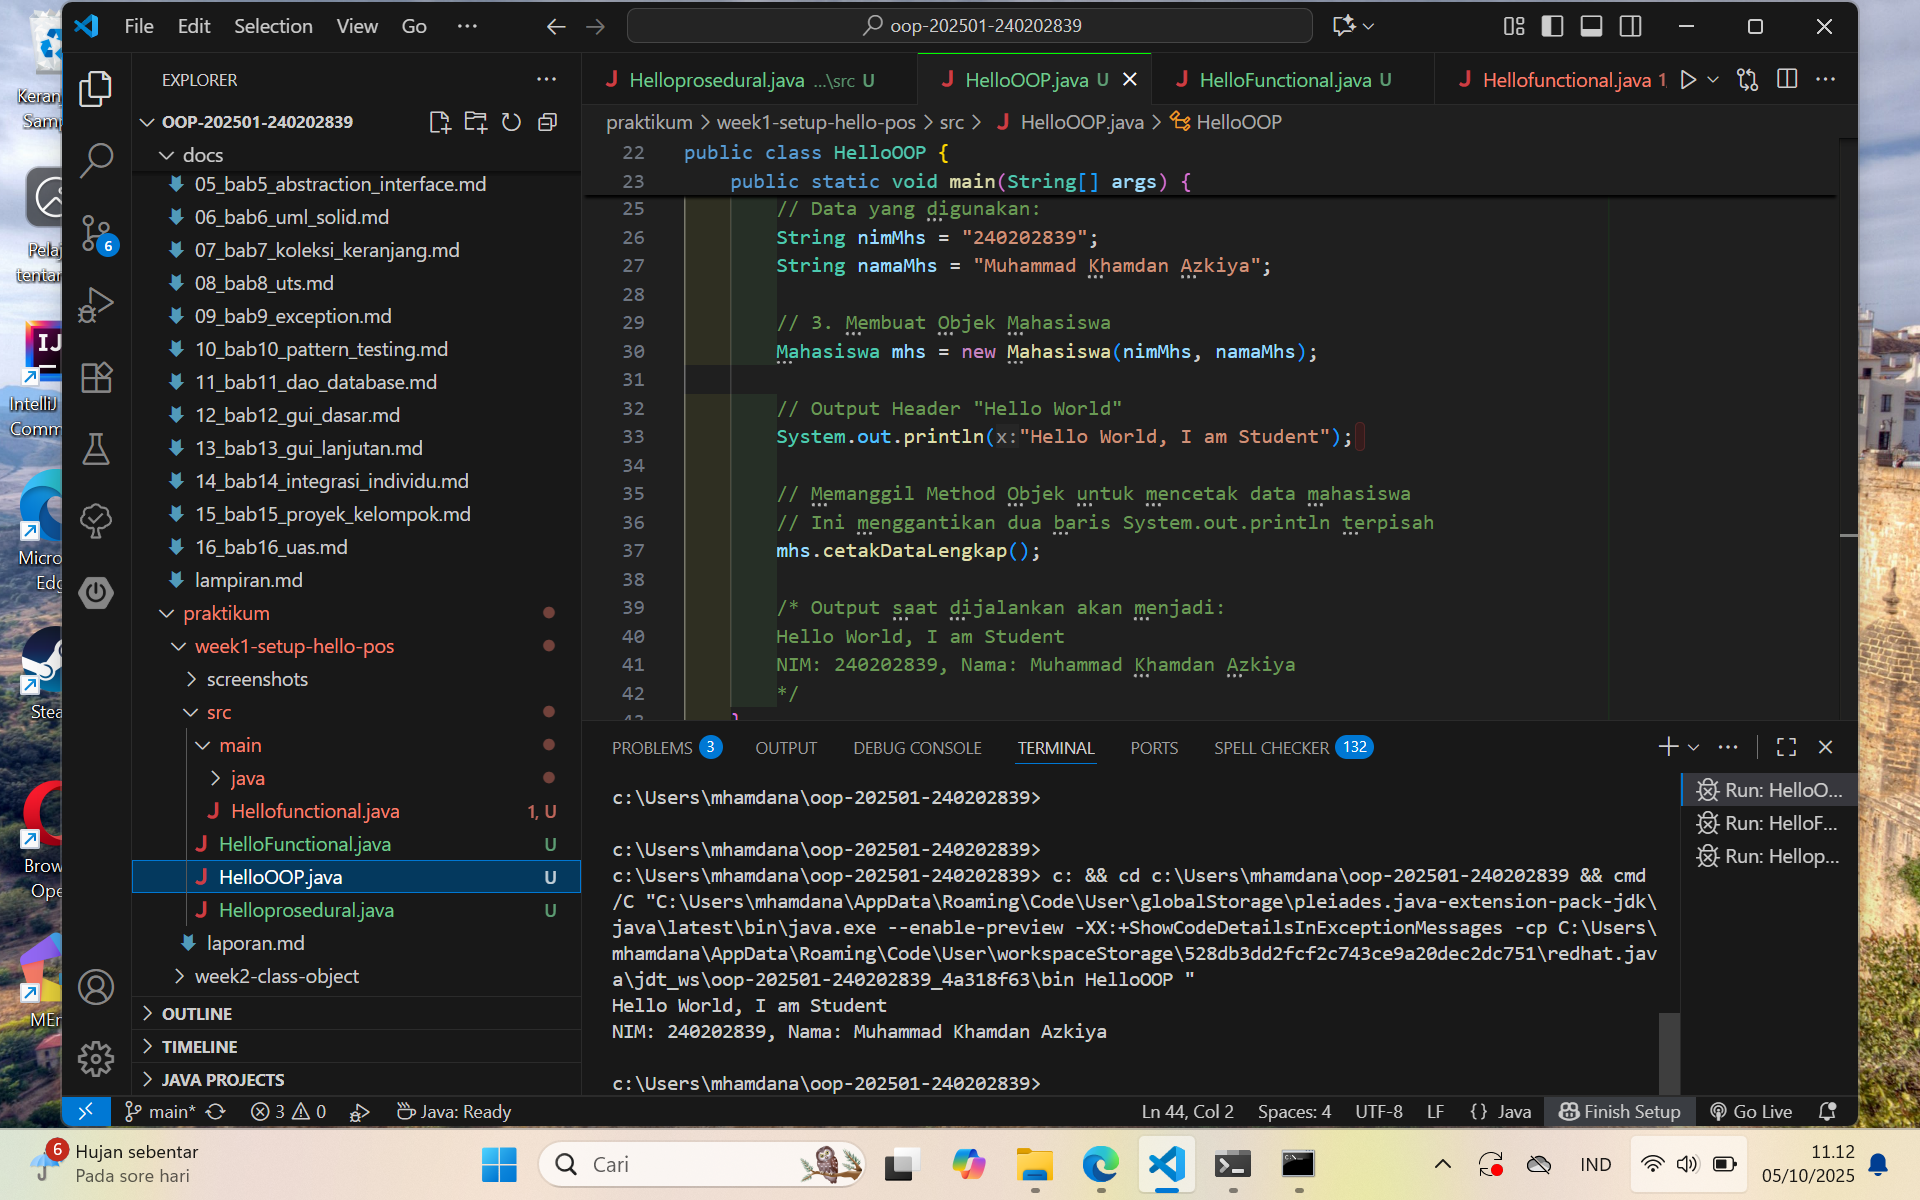 File Edit Selection View Go ··· oop-202501-240202839
EXPLORER
OOP-202501-240202839
docs
05_bab5_abstraction_interface.md
06_bab6_uml_solid.md
07_bab7_koleksi_keranjang.md
08_bab8_uts.md
09_bab9_exception.md
10_bab10_pattern_testing.md
11_bab11_dao_database.md
12_bab12_gui_dasar.md
13_bab13_gui_lanjutan.md
14_bab14_integrasi_individu.md
15_bab15_proyek_kelompok.md
16_bab16_uas.md
lampiran.md
praktikum
week1-setup-hello-pos
screenshots
src
main
java
Hellofunctional.java 1, U
HelloFunctional.java U
HelloOOP.java U
Helloprosedural.java U
laporan.md
week2-class-object
OUTLINE
TIMELINE
JAVA PROJECTS
6
Helloprosedural.java ...\src U HelloOOP.java U HelloFunctional.java U Hellofunctional.java 1,
praktikum > week1-setup-hello-pos > src > HelloOOP.java > HelloOOP
22 public class HelloOOP {
23 public static void main(String[] args) {
25 // Data yang digunakan:
26 String nimMhs = "240202839";
27 String namaMhs = "Muhammad Khamdan Azkiya";
28
29 // 3. Membuat Objek Mahasiswa
30 Mahasiswa mhs = new Mahasiswa(nimMhs, namaMhs);
31
32 // Output Header "Hello World"
33 System.out.println(x:"Hello World, I am Student");
34
35 // Memanggil Method Objek untuk mencetak data mahasiswa
36 // Ini menggantikan dua baris System.out.println terpisah
37 mhs.cetakDataLengkap();
38
39 /* Output saat dijalankan akan menjadi:
40 Hello World, I am Student
41 NIM: 240202839, Nama: Muhammad Khamdan Azkiya
42 */
PROBLEMS 3 OUTPUT DEBUG CONSOLE TERMINAL PORTS SPELL CHECKER 132
c:\Users\mhamdana\oop-202501-240202839>
c:\Users\mhamdana\oop-202501-240202839>
c:\Users\mhamdana\oop-202501-240202839> c: && cd c:\Users\mhamdana\oop-202501-240202839 && cmd
/C "C:\Users\mhamdana\AppData\Roaming\Code\User\globalStorage\pleiades.java-extension-pack-jdk\
java\latest\bin\java.exe --enable-preview -XX:+ShowCodeDetailsInExceptionMessages -cp C:\Users\
mhamdana\AppData\Roaming\Code\User\workspaceStorage\528db3dd2fcf2c743ce9a20dec2dc751\redhat.jav
a\jdt_ws\oop-202501-240202839_4a318f63\bin HelloOOP "
Hello World, I am Student
NIM: 240202839, Nama: Muhammad Khamdan Azkiya
c:\Users\mhamdana\oop-202501-240202839>
Run: HelloO...
Run: HelloF...
Run: Hellop...
main* 3 0 Java: Ready Ln 44, Col 2 Spaces: 4 UTF-8 LF {} Java Finish Setup Go Live
6 Hujan sebentar
Pada sore hari
Cari
IND
11.12
05/10/2025